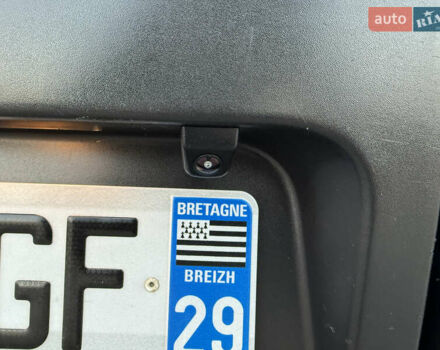 auto RIA
BRETAGNE
GF
BREIZH
29